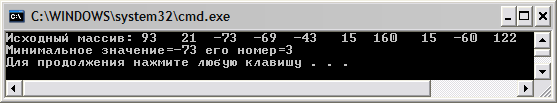 C:\WINDOWS\system32\cmd.exe
Исходный массив: 93 21 -73 -69 -43 15 160 15 -60 122
Минимальное значение=-73 его номер=3
Для продолжения нажмите любую клавишу . . .